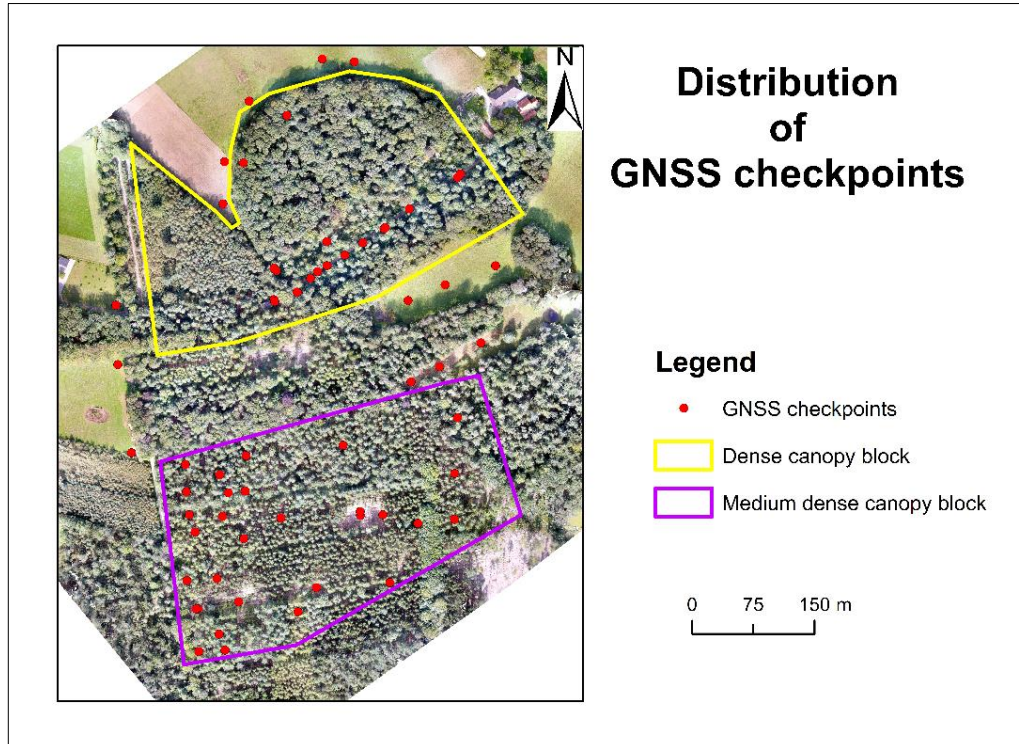 N
Distribution
of
GNSS checkpoints
Legend
GNSS checkpoints
Dense canopy block
Medium dense canopy block
0 75 150 m